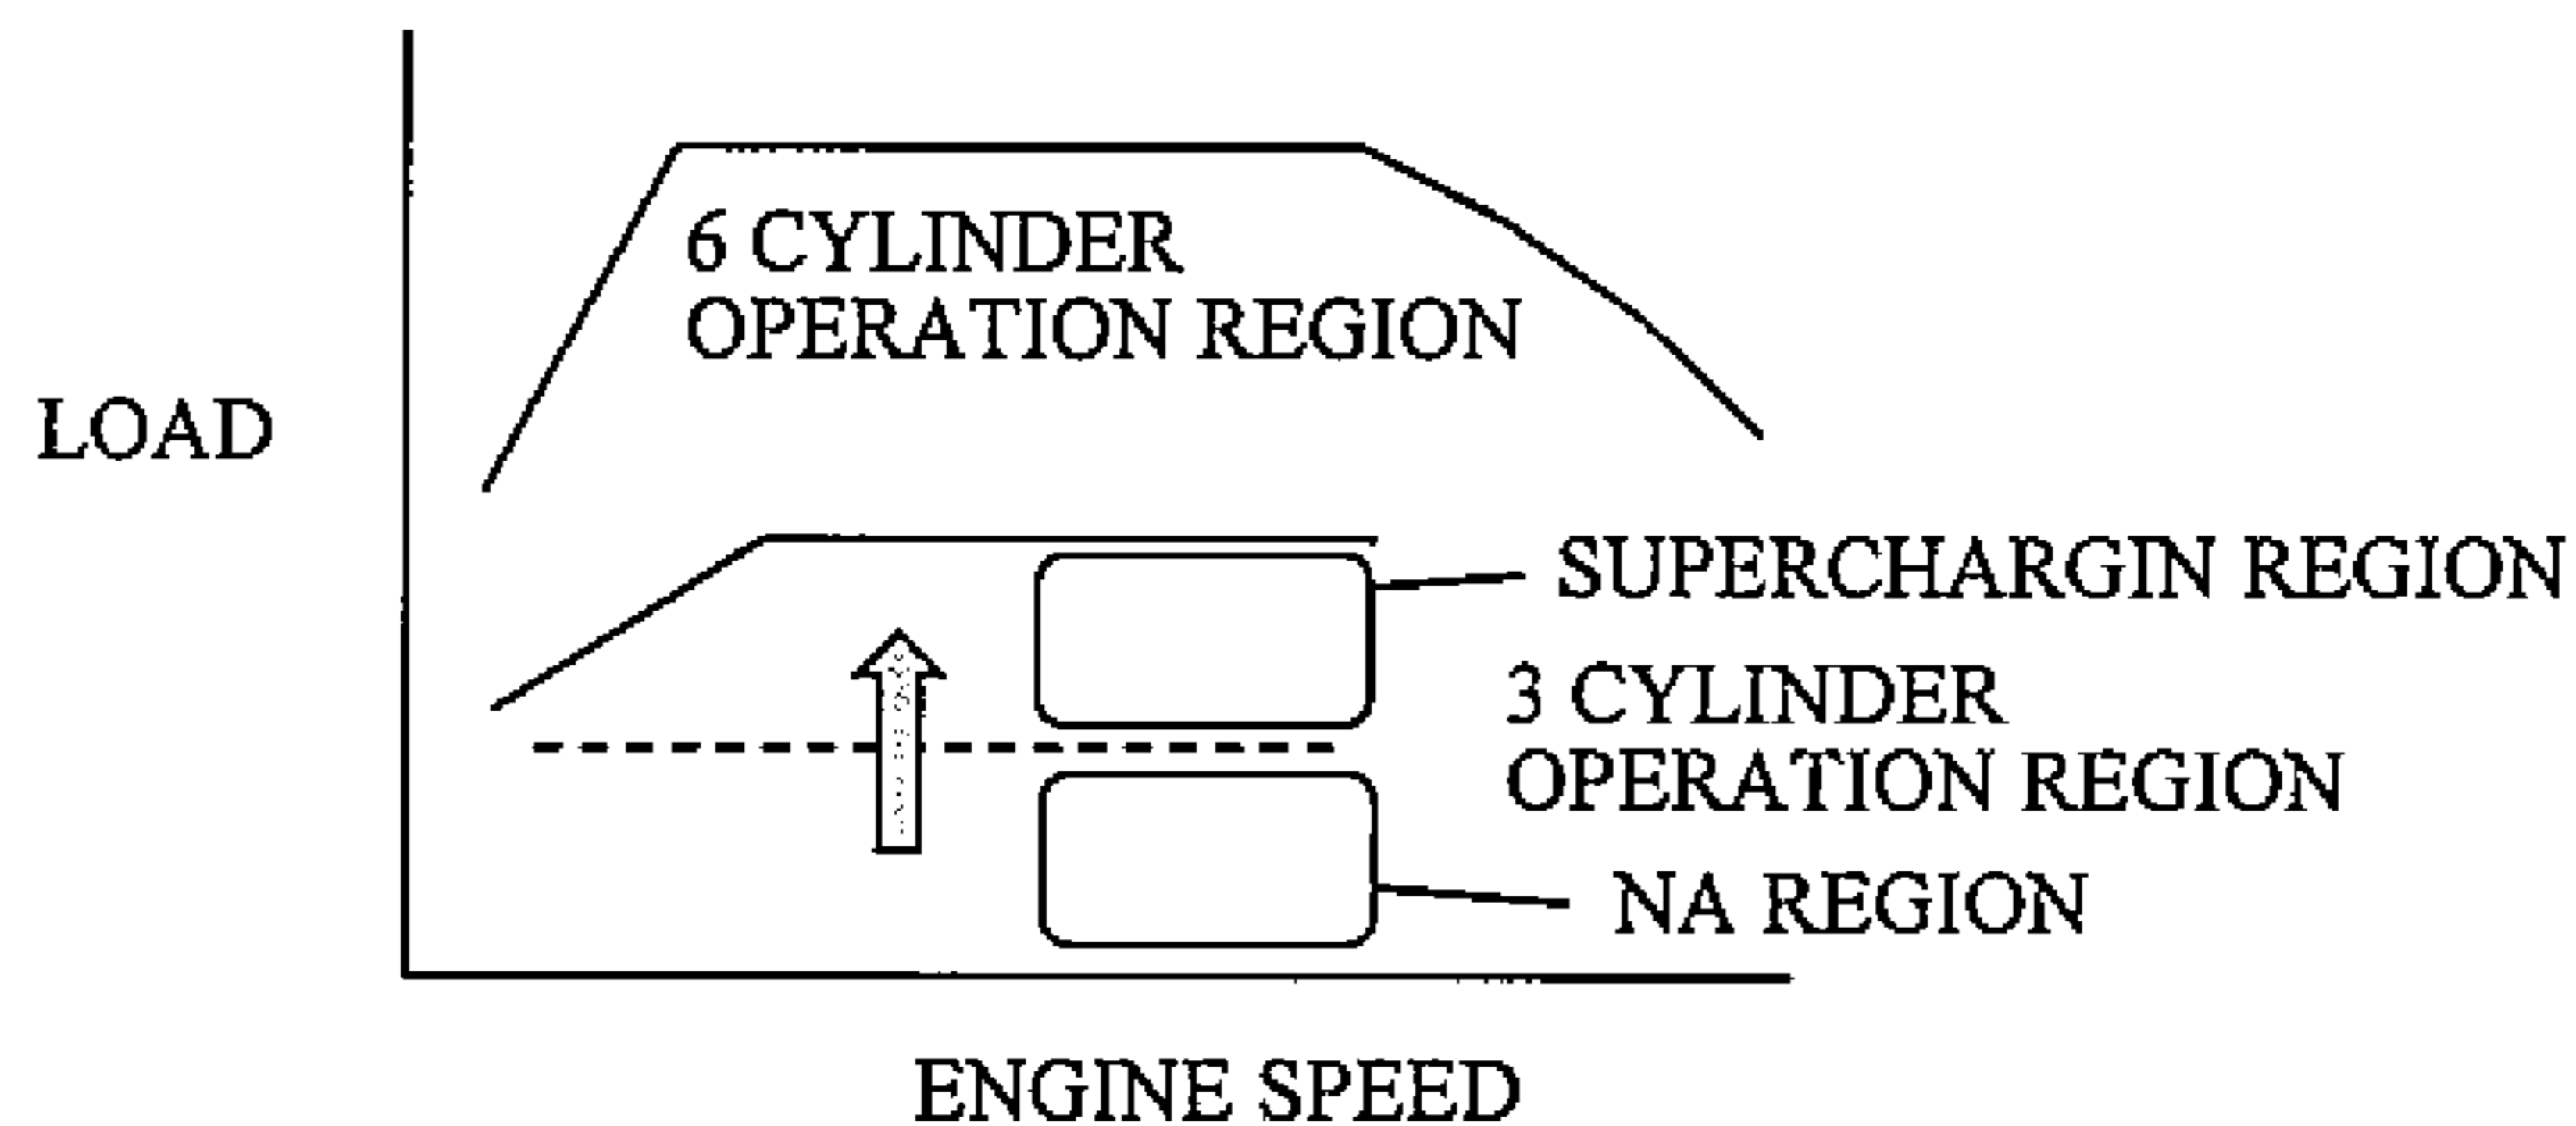 6 CYLINDER
OPERATION REGION
LOAD
SUPERCHARGIN REGION
3 CYLINDER
OPERATION REGION
NA REGION
ENGINE SPEED